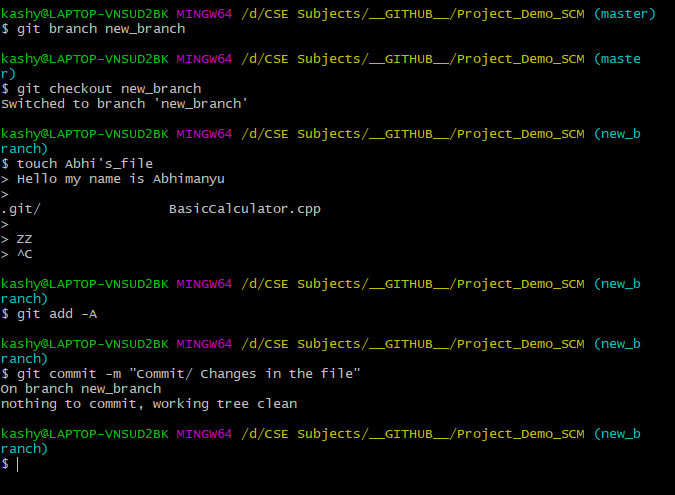 kashy@LAPTOP-VNSUD2BK MINGW64 /d/CSE Subjects/__GITHUB__/Project_Demo_SCM (master)
$ git branch new_branch
kashy@LAPTOP-VNSUD2BK MINGW64 /d/CSE Subjects/__GITHUB__/Project_Demo_SCM (maste
r)
$ git checkout new_branch
Switched to branch 'new_branch'
kashy@LAPTOP-VNSUD2BK MINGW64 /d/CSE Subjects/__GITHUB__/Project_Demo_SCM (new_b
ranch)
$ touch Abhi's_file
> Hello my name is Abhimanyu
>
.git/                BasicCalculator.cpp
>
> ZZ
> ^C
kashy@LAPTOP-VNSUD2BK MINGW64 /d/CSE Subjects/__GITHUB__/Project_Demo_SCM (new_b
ranch)
$ git add -A
kashy@LAPTOP-VNSUD2BK MINGW64 /d/CSE Subjects/__GITHUB__/Project_Demo_SCM (new_b
ranch)
$ git commit -m "Commit/ Changes in the file"
On branch new_branch
nothing to commit, working tree clean
kashy@LAPTOP-VNSUD2BK MINGW64 /d/CSE Subjects/__GITHUB__/Project_Demo_SCM (new_b
ranch)
$